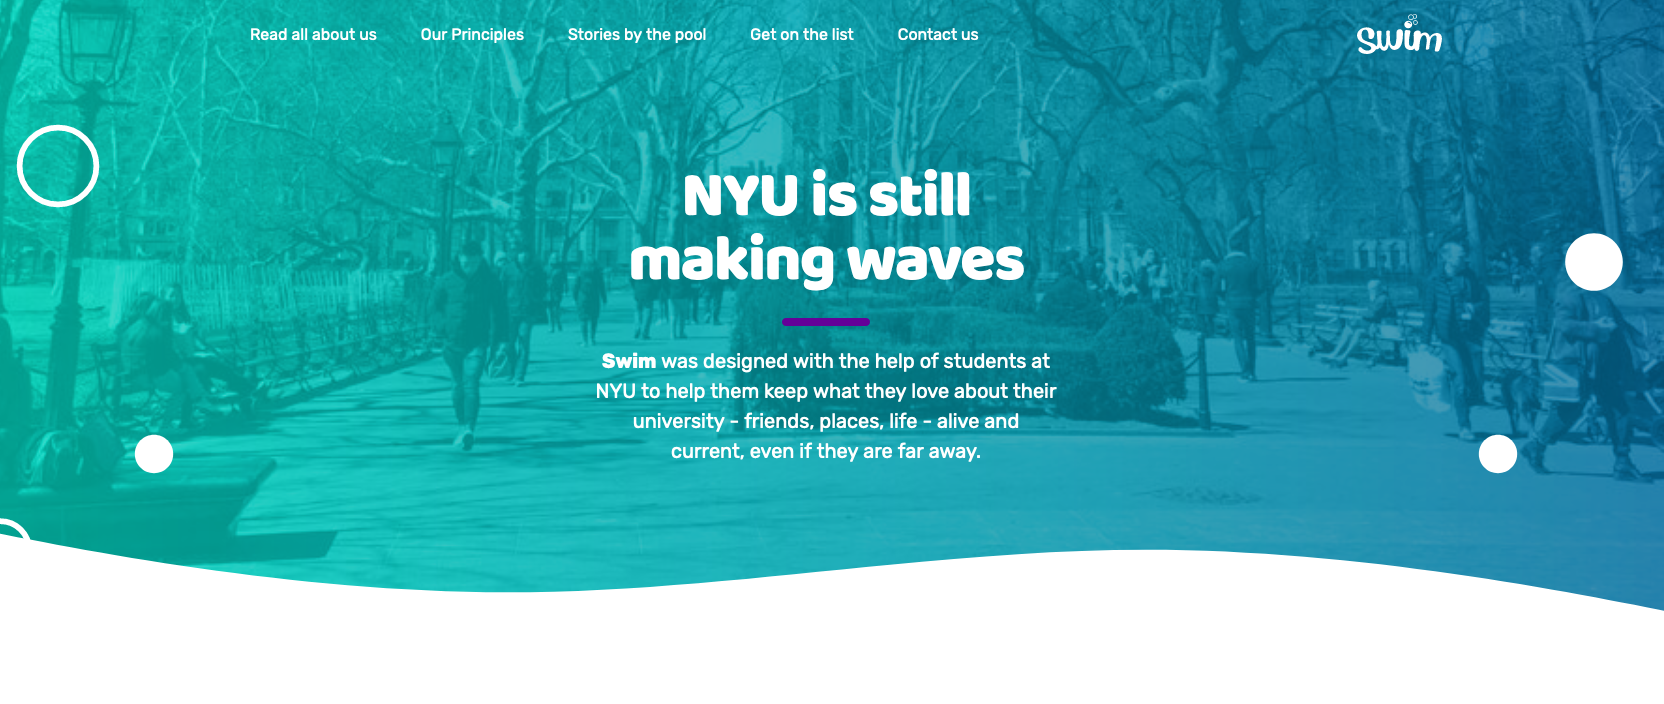 Read all about us Our Principles Stories by the pool Get on the list Contact us
Swim
NYU is still
making waves
Swim was designed with the help of students at
NYU to help them keep what they love about their
university - friends, places, life - alive and
current, even if they are far away.